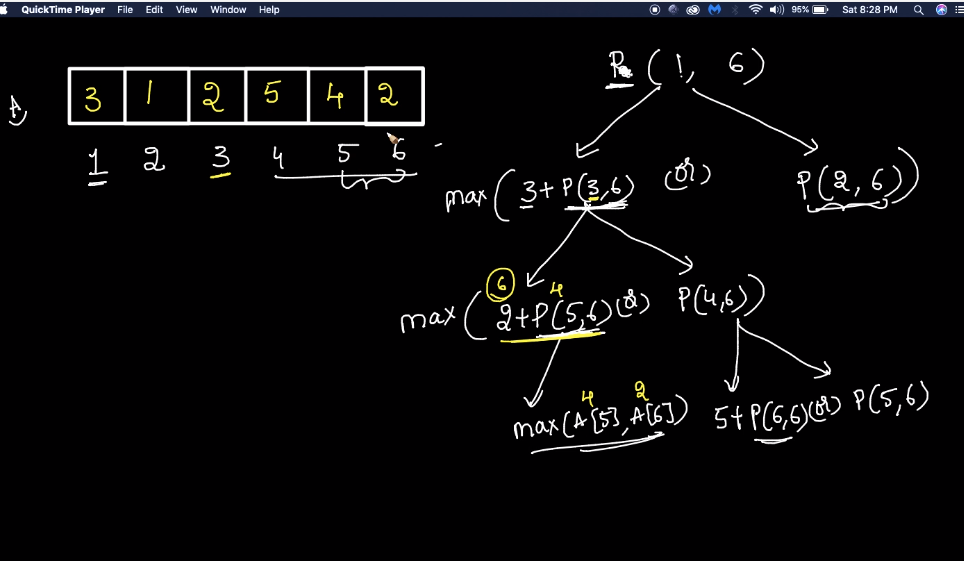 QuickTime Player File Edit View Window Help 95% Sat 8:28 PM
P(1, 6)
A) 3 1 2 5 4 2
1 2 3 4 5 6
max(3+P(3,6) (or) P(2,6))
6 4
max(2+P(5,6) (or) P(4,6))
4 2
max(A[5], A[6]) 5+P(6,6) (or) P(5,6)